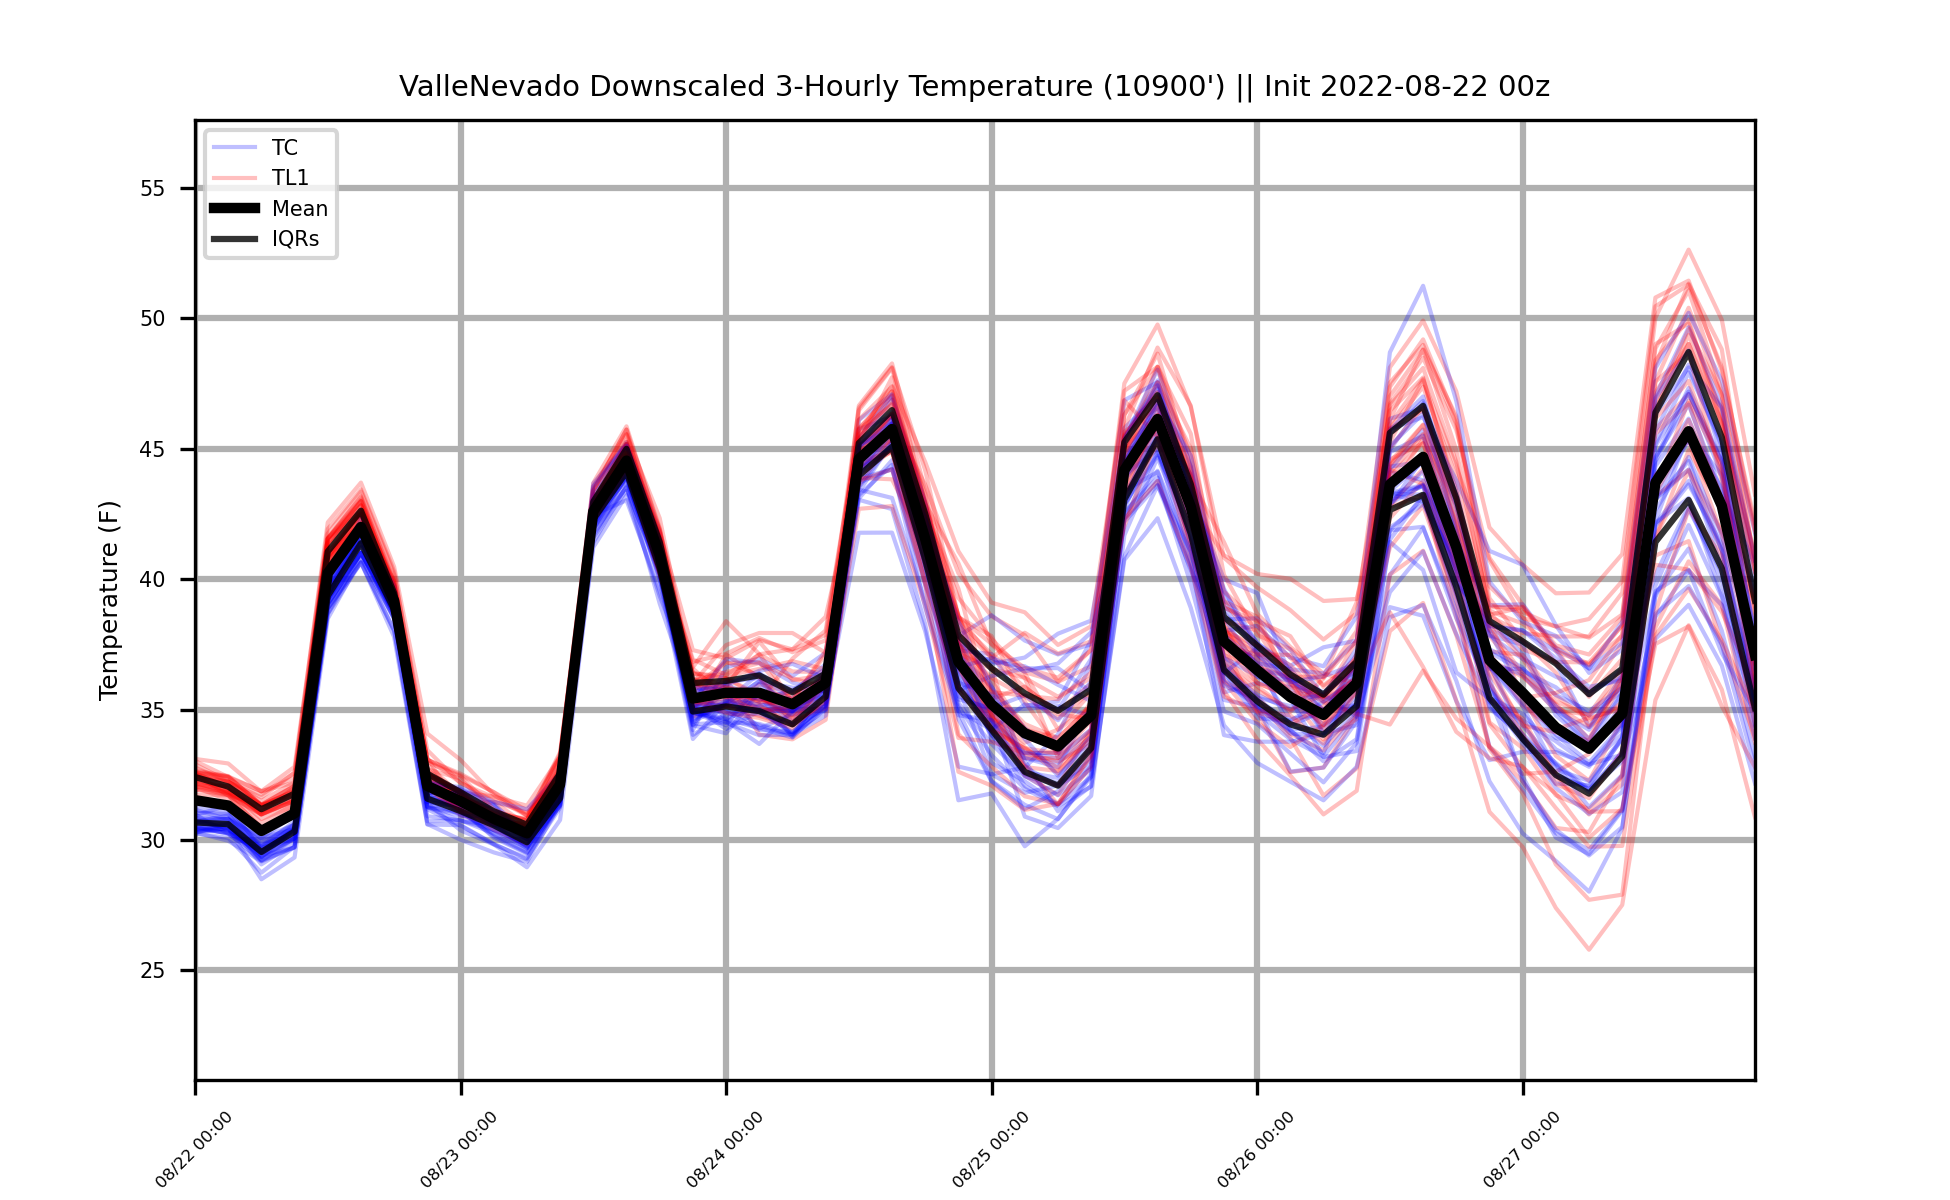 ValleNevado Downscaled 3-Hourly Temperature (10900') || Init 2022-08-22 00z
TC
TL1
Mean
IQRs
Temperature (F)
55
50
45
40
35
30
25
08/22 00:00
08/23 00:00
08/24 00:00
08/25 00:00
08/26 00:00
08/27 00:00